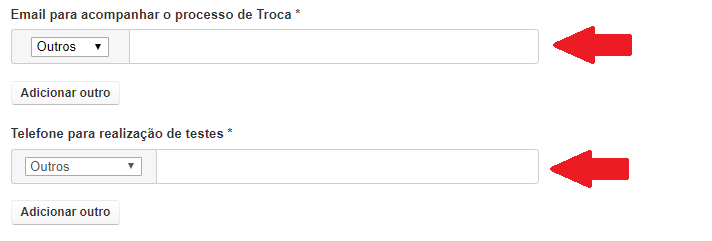 Email para acompanhar o processo de Troca *
Outros
Adicionar outro
Telefone para realização de testes *
Outros
Adicionar outro